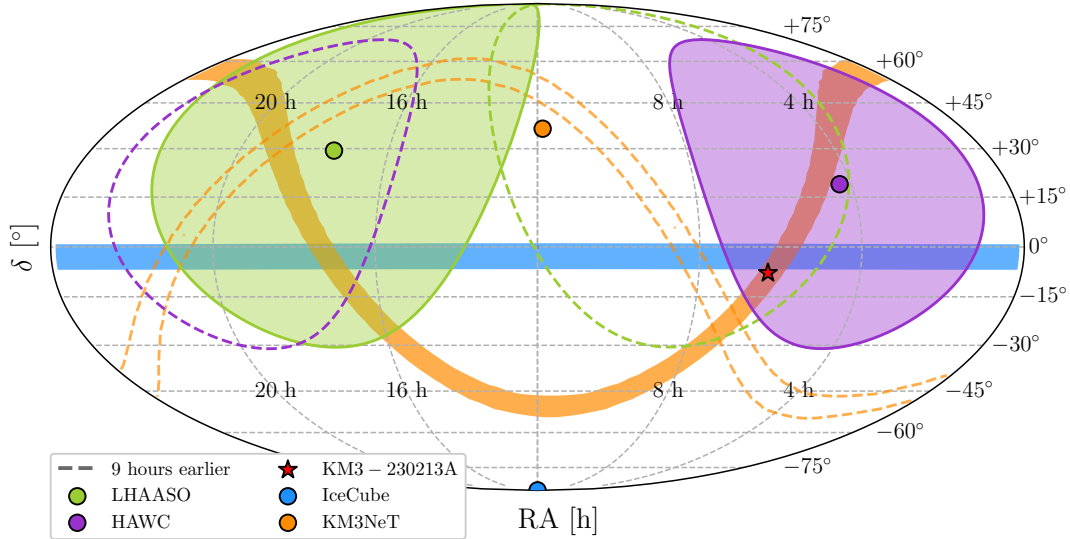 +75°
+60°
20 h 16 h 8 h 4 h +45°
+30°
+15°
δ [°] 0°
−15°
−30°
20 h 16 h 8 h 4 h −45°
−60°
−75°
RA [h]
9 hours earlier KM3 − 230213A
LHAASO IceCube
HAWC KM3NeT